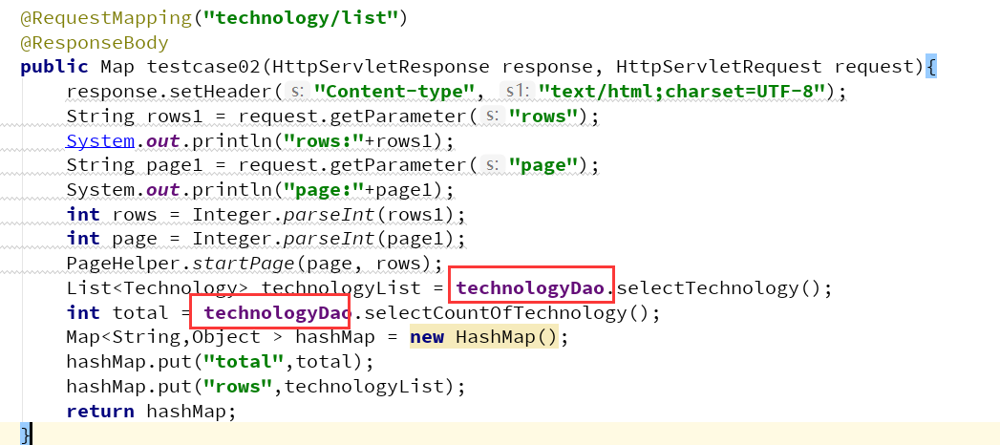 @RequestMapping("technology/list")
@ResponseBody
public Map testcase02(HttpServletResponse response, HttpServletRequest request){
    response.setHeader( s: "Content-type", s1: "text/html;charset=UTF-8");
    String rows1 = request.getParameter( s: "rows");
    System.out.println("rows:"+rows1);
    String page1 = request.getParameter( s: "page");
    System.out.println("page:"+page1);
    int rows = Integer.parseInt(rows1);
    int page = Integer.parseInt(page1);
    PageHelper.startPage(page, rows);
    List<Technology> technologyList = technologyDao.selectTechnology();
    int total = technologyDao.selectCountOfTechnology();
    Map<String,Object > hashMap = new HashMap();
    hashMap.put("total",total);
    hashMap.put("rows",technologyList);
    return hashMap;
}